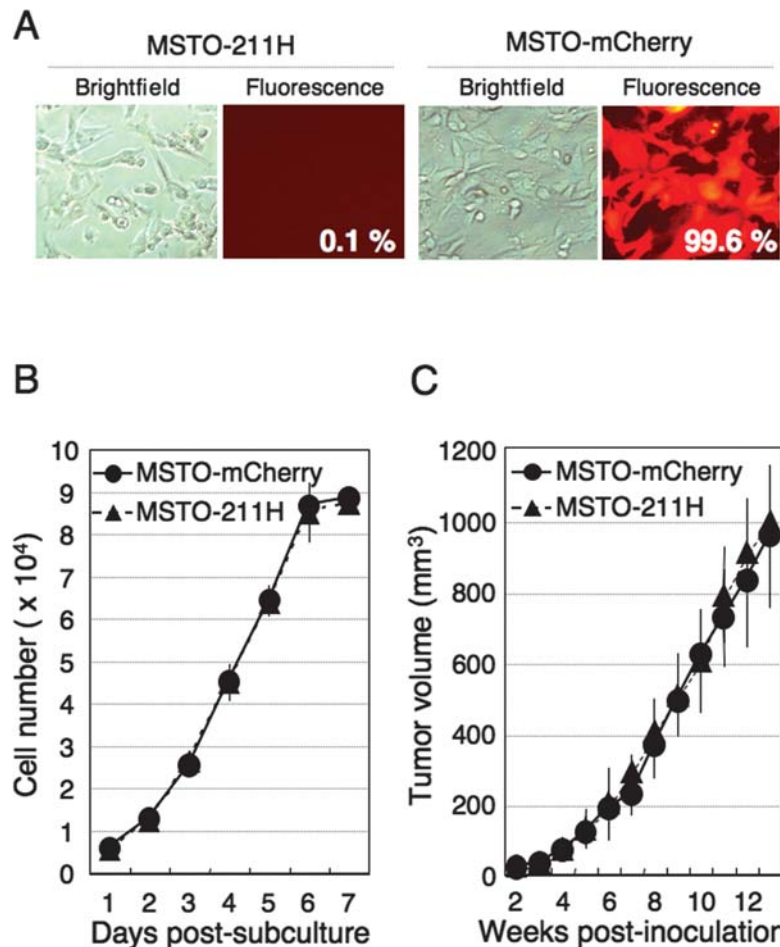 A
MSTO-211H
MSTO-mCherry
Brightfield
Fluorescence
Brightfield
Fluorescence
0.1 %
99.6 %
B
C
10
9
8
7
6
5
4
3
2
1
0
Cell number ( x 10⁴)
MSTO-mCherry
MSTO-211H
1 2 3 4 5 6 7
Days post-subculture
1200
1000
800
600
400
200
0
Tumor volume (mm³)
MSTO-mCherry
MSTO-211H
2 4 6 8 10 12
Weeks post-inoculation